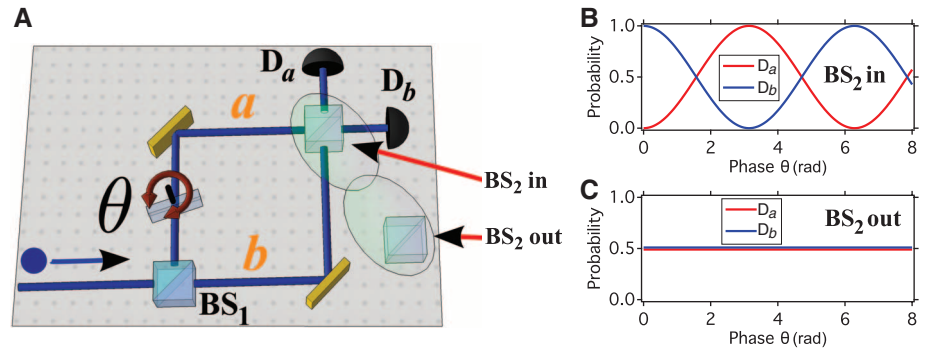 A
D_a
D_b
a
BS_2 in
θ
BS_2 out
b
BS_1
B
Probability
1.0
0.5
0.0
D_a
D_b
BS_2 in
0 2 4 6 8
Phase θ (rad)
C
Probability
1.0
0.5
0.0
D_a
D_b
BS_2 out
0 2 4 6 8
Phase θ (rad)